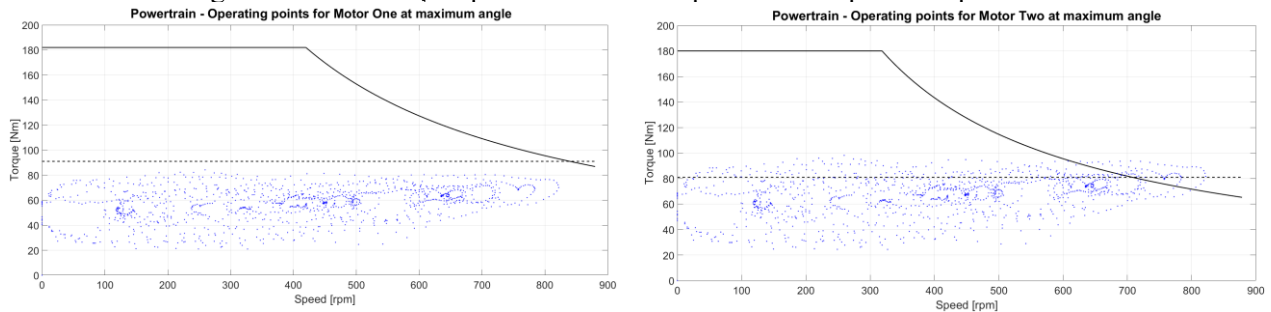 Powertrain - Operating points for Motor One at maximum angle
200
180
160
140
120
100
80
60
40
20
0
Torque [Nm]
0 100 200 300 400 500 600 700 800 900
Speed [rpm]
Powertrain - Operating points for Motor Two at maximum angle
200
180
160
140
120
100
80
60
40
20
0
Torque [Nm]
0 100 200 300 400 500 600 700 800 900
Speed [rpm]